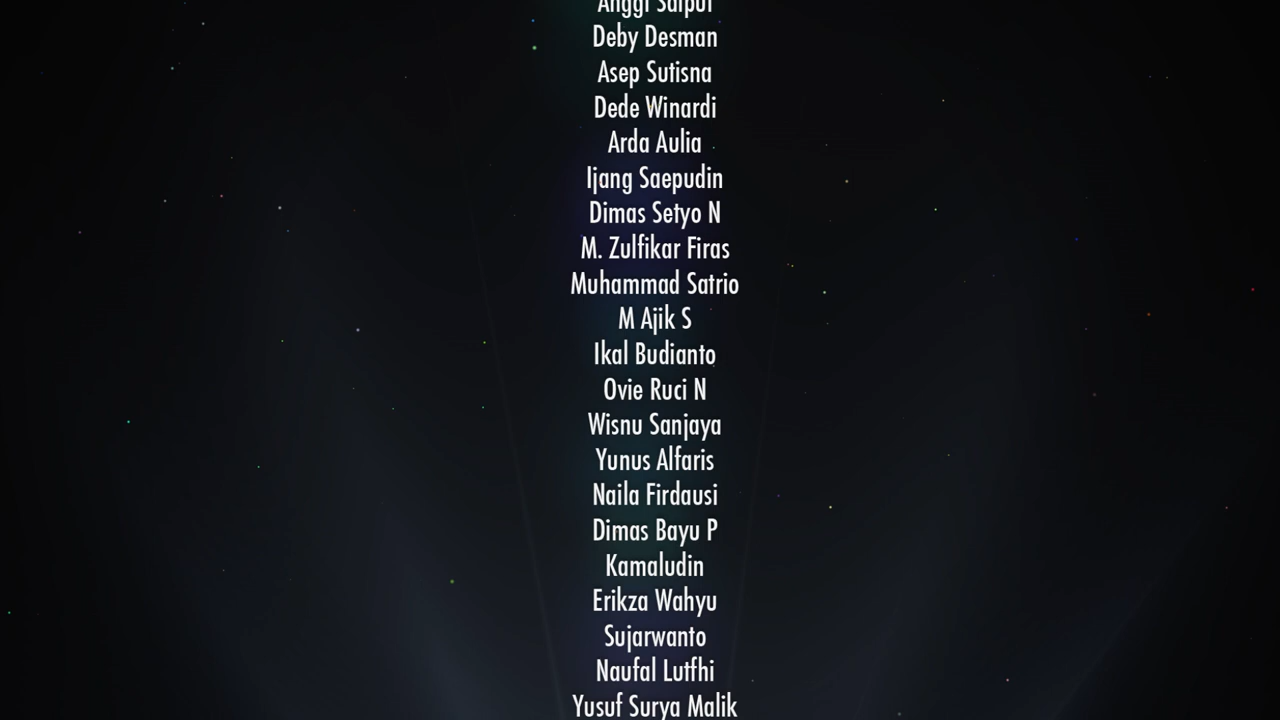 Anggi Saipul
Deby Desman
Asep Sutisna
Dede Winardi
Arda Aulia
Ijang Saepudin
Dimas Setyo N
M. Zulfikar Firas
Muhammad Satrio
M Ajik S
Ikal Budianto
Ovie Ruci N
Wisnu Sanjaya
Yunus Alfaris
Naila Firdausi
Dimas Bayu P
Kamaludin
Erikza Wahyu
Sujarwanto
Naufal Lutfhi
Yusuf Surya Malik